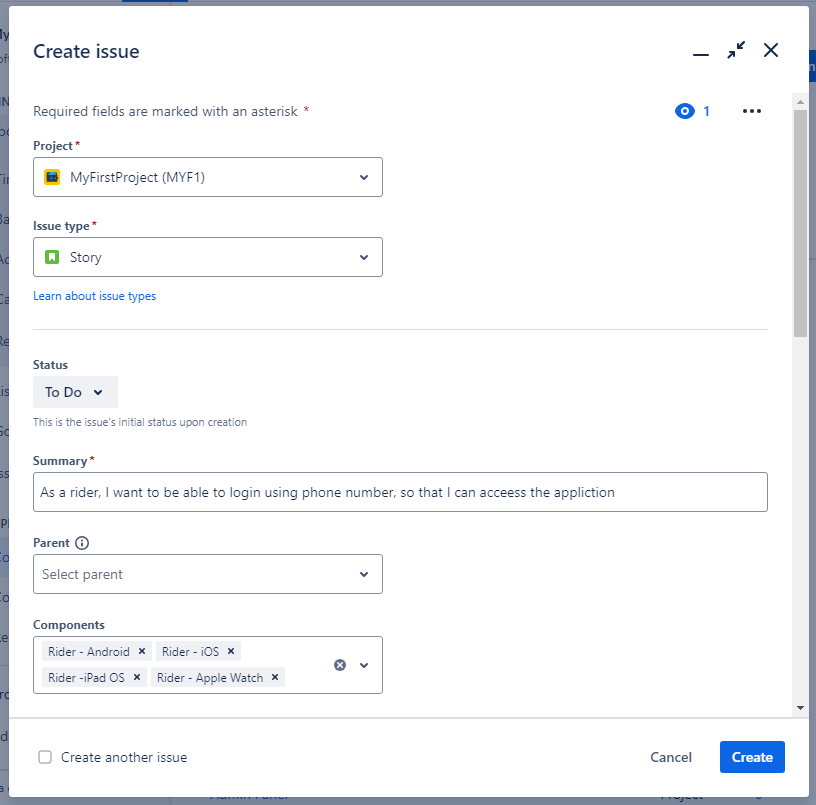 Create issue
Required fields are marked with an asterisk *
1
Project *
MyFirstProject (MYF1)
Issue type *
Story
Learn about issue types
Status
To Do
This is the issue's initial status upon creation
Summary *
As a rider, I want to be able to login using phone number, so that I can acceess the appliction
Parent
Select parent
Components
Rider - Android × Rider - iOS ×
Rider -iPad OS × Rider - Apple Watch ×
Create another issue
Cancel
Create